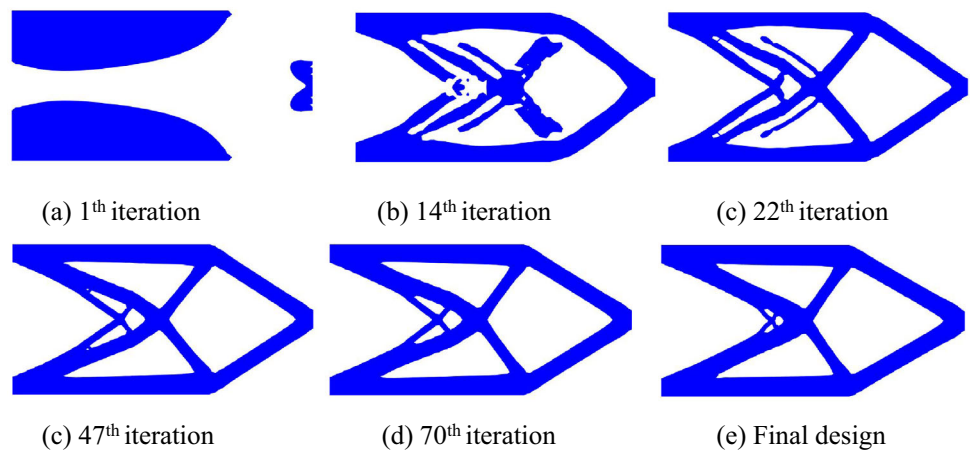 (a) 1th iteration
(b) 14th iteration
(c) 22th iteration
(c) 47th iteration
(d) 70th iteration
(e) Final design